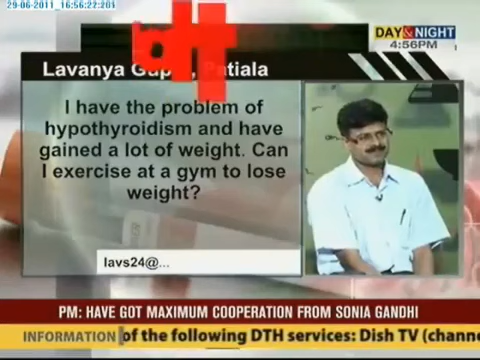 29-06-2011_16:56:22:201
DAY&NIGHT
4:56PM
dt
Lavanya Patiala
I have the problem of
hypothyroidism and have
gained a lot of weight. Can
I exercise at a gym to lose
weight?
lavs24@...
PM: HAVE GOT MAXIMUM COOPERATION FROM SONIA GANDHI
INFORMATION of the following DTH services: Dish TV (channe